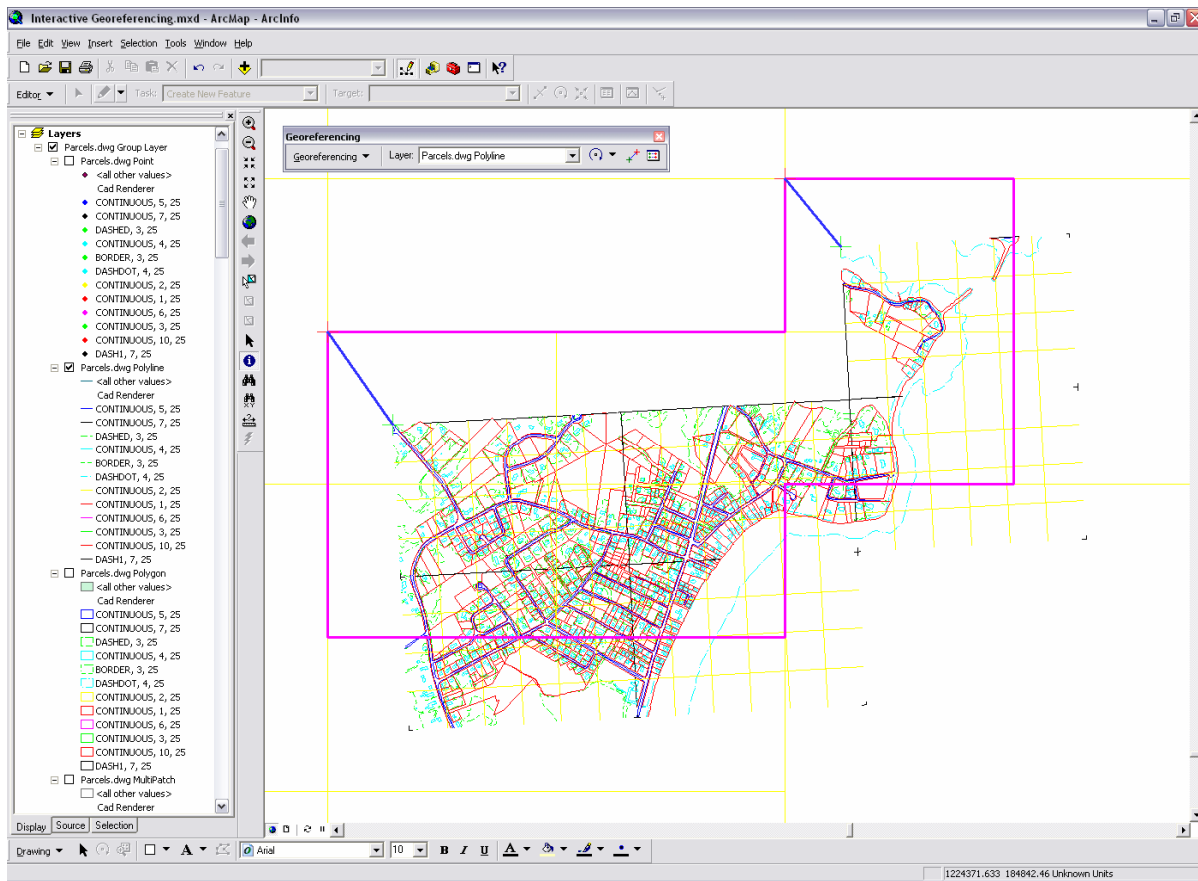 Interactive Georeferencing.mxd - ArcMap - ArcInfo
File Edit View Insert Selection Tools Window Help
Editor Task: Create New Feature Target:
Layers
Parcels.dwg Group Layer
Parcels.dwg Point
<all other values>
Cad Renderer
CONTINUOUS, 5, 25
CONTINUOUS, 7, 25
DASHED, 3, 25
CONTINUOUS, 4, 25
BORDER, 3, 25
DASHDOT, 4, 25
CONTINUOUS, 2, 25
CONTINUOUS, 1, 25
CONTINUOUS, 6, 25
CONTINUOUS, 3, 25
CONTINUOUS, 10, 25
DASH1, 7, 25
Parcels.dwg Polyline
<all other values>
Cad Renderer
CONTINUOUS, 5, 25
CONTINUOUS, 7, 25
DASHED, 3, 25
CONTINUOUS, 4, 25
BORDER, 3, 25
DASHDOT, 4, 25
CONTINUOUS, 2, 25
CONTINUOUS, 1, 25
CONTINUOUS, 6, 25
CONTINUOUS, 3, 25
CONTINUOUS, 10, 25
DASH1, 7, 25
Parcels.dwg Polygon
<all other values>
Cad Renderer
CONTINUOUS, 5, 25
CONTINUOUS, 7, 25
DASHED, 3, 25
CONTINUOUS, 4, 25
BORDER, 3, 25
DASHDOT, 4, 25
CONTINUOUS, 2, 25
CONTINUOUS, 1, 25
CONTINUOUS, 6, 25
CONTINUOUS, 3, 25
CONTINUOUS, 10, 25
DASH1, 7, 25
Parcels.dwg MultiPatch
<all other values>
Cad Renderer
Display Source Selection
XY
Georeferencing
Georeferencing Layer: Parcels.dwg Polyline
Drawing A Arial 10 B I U A
1224371.633 184842.46 Unknown Units